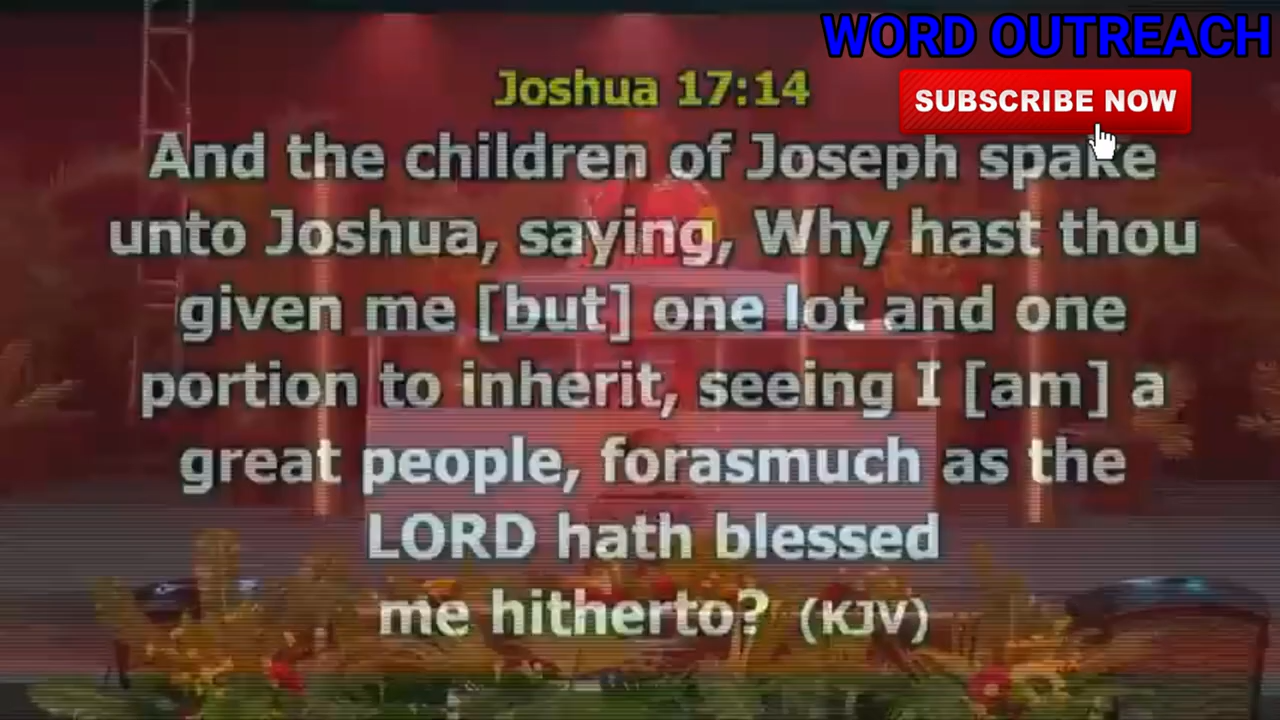 WORD OUTREACH
Joshua 17:14
SUBSCRIBE NOW
And the children of Joseph spake
unto Joshua, saying, Why hast thou
given me [but] one lot and one
portion to inherit, seeing I [am] a
great people, forasmuch as the
LORD hath blessed
me hitherto? (KJV)